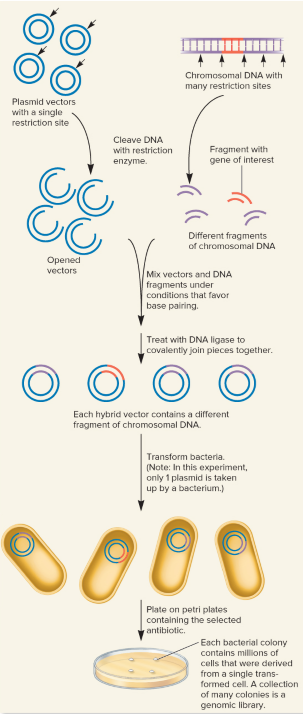 Plasmid vectors
with a single
restriction site
Chromosomal DNA with
many restriction sites
Cleave DNA
with restriction
enzyme.
Fragment with
gene of interest
Opened
vectors
Different fragments
of chromosomal DNA
Mix vectors and DNA
fragments under
conditions that favor
base pairing.
Treat with DNA ligase to
covalently join pieces together.
Each hybrid vector contains a different
fragment of chromosomal DNA.
Transform bacteria.
(Note: In this experiment,
only 1 plasmid is taken
up by a bacterium.)
Plate on petri plates
containing the selected
antibiotic.
Each bacterial colony
contains millions of
cells that were derived
from a single trans-
formed cell. A collection
of many colonies is a
genomic library.